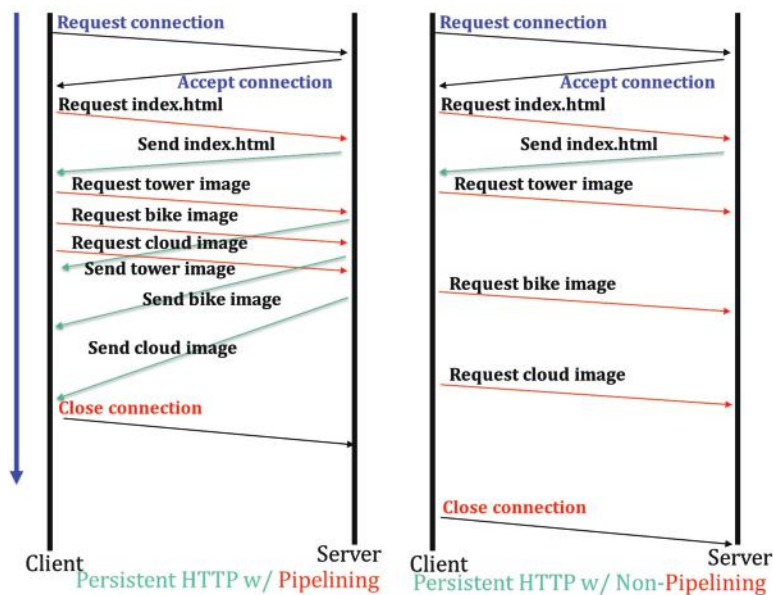 Request connection
Accept connection
Request index.html
Send index.html
Request tower image
Request bike image
Request cloud image
Send tower image
Send bike image
Send cloud image
Close connection
Client
Server
Persistent HTTP w/ Pipelining
Request connection
Accept connection
Request index.html
Send index.html
Request tower image
Request bike image
Request cloud image
Close connection
Client
Server
Persistent HTTP w/ Non-Pipelining